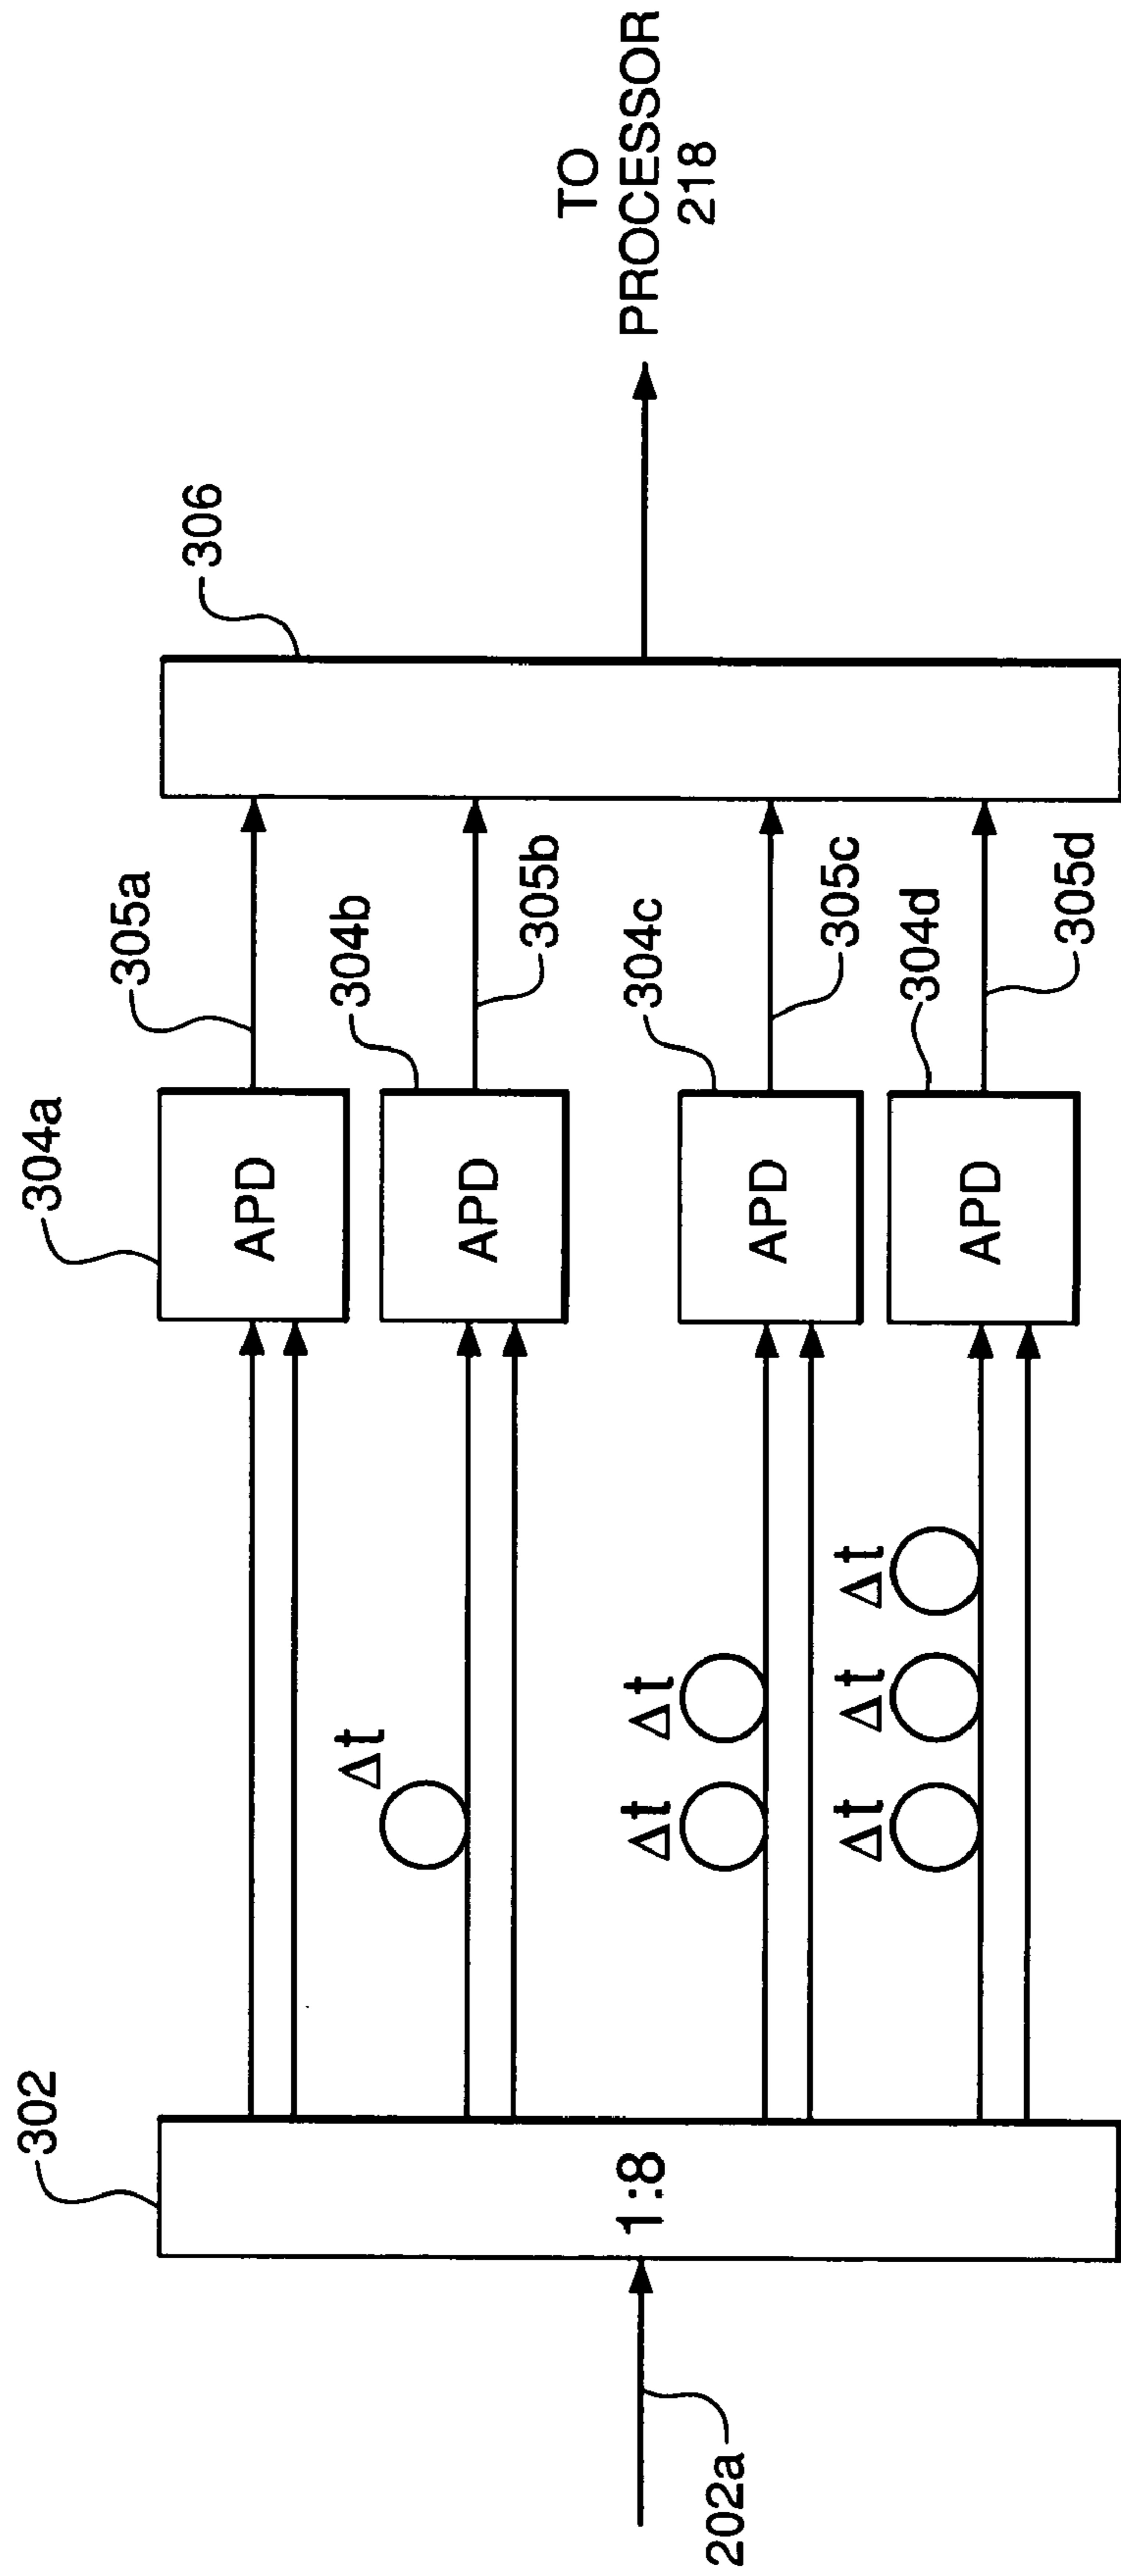 302
1:8
202a
Δt
Δt
Δt
Δt
Δt
Δt
304a
APD
305a
304b
APD
305b
304c
APD
305c
304d
APD
305d
306
TO
PROCESSOR
218